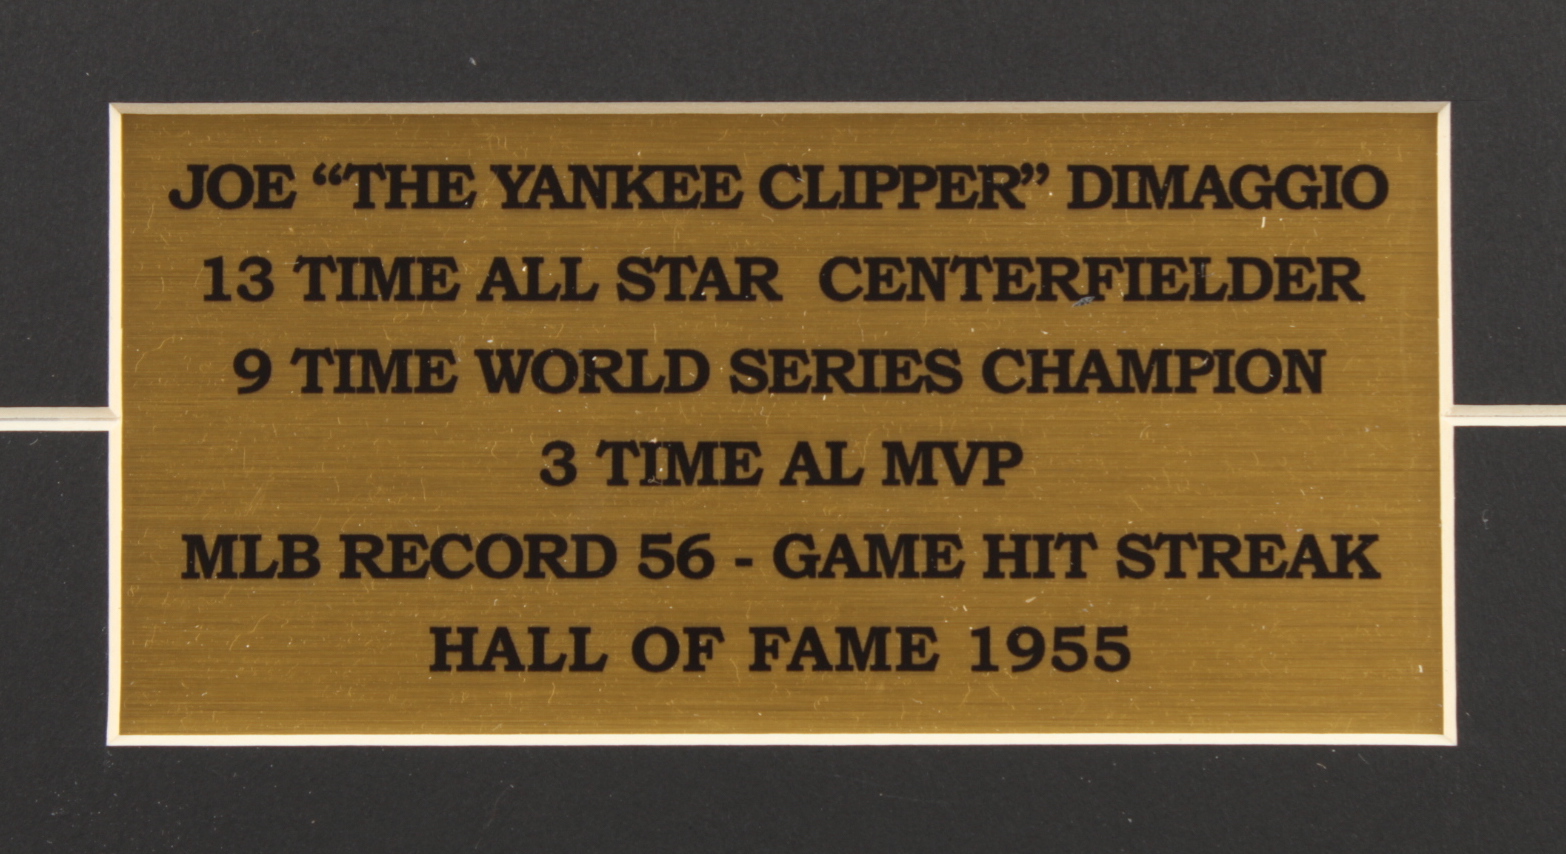 JOE “THE YANKEE CLIPPER” DIMAGGIO
13 TIME ALL STAR  CENTERFIELDER
9 TIME WORLD SERIES CHAMPION
3 TIME AL MVP
MLB RECORD 56 - GAME HIT STREAK
HALL OF FAME 1955